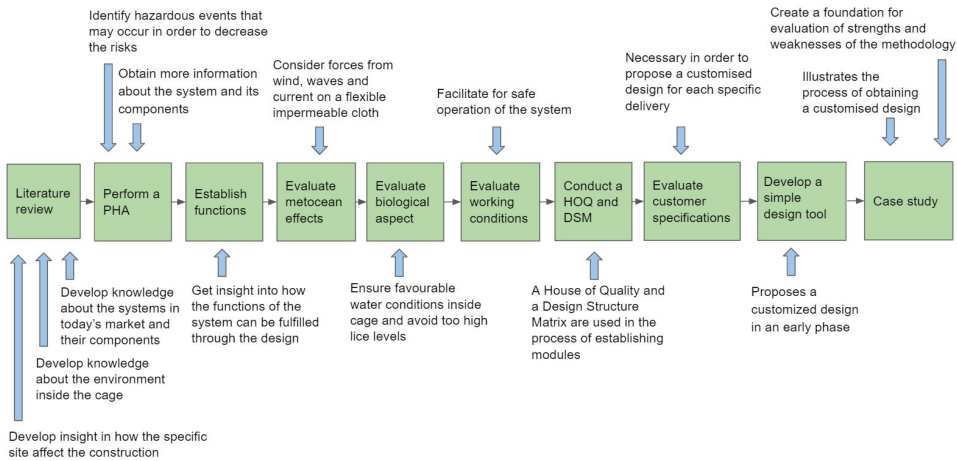 Identify hazardous events that
may occur in order to decrease
the risks
Obtain more information
about the system and its
components
Consider forces from
wind, waves and
current on a flexible
impermeable cloth
Facilitate for safe
operation of the system
Necessary in order to
propose a customised
design for each specific
delivery
Create a foundation for
evaluation of strengths and
weaknesses of the methodology
Illustrates the
process of obtaining
a customised design
Literature
review
Perform a
PHA
Establish
functions
Evaluate
metocean
effects
Evaluate
biological
aspect
Evaluate
working
conditions
Conduct a
HOQ and
DSM
Evaluate
customer
specifications
Develop a
simple
design tool
Case study
Develop knowledge
about the systems in
today's market and
their components
Develop knowledge
about the environment
inside the cage
Develop insight in how the specific
site affect the construction
Get insight into how
the functions of the
system can be fulfilled
through the design
Ensure favourable
water conditions inside
cage and avoid too high
lice levels
A House of Quality and
a Design Structure
Matrix are used in the
process of establishing
modules
Proposes a
customized design
in an early phase